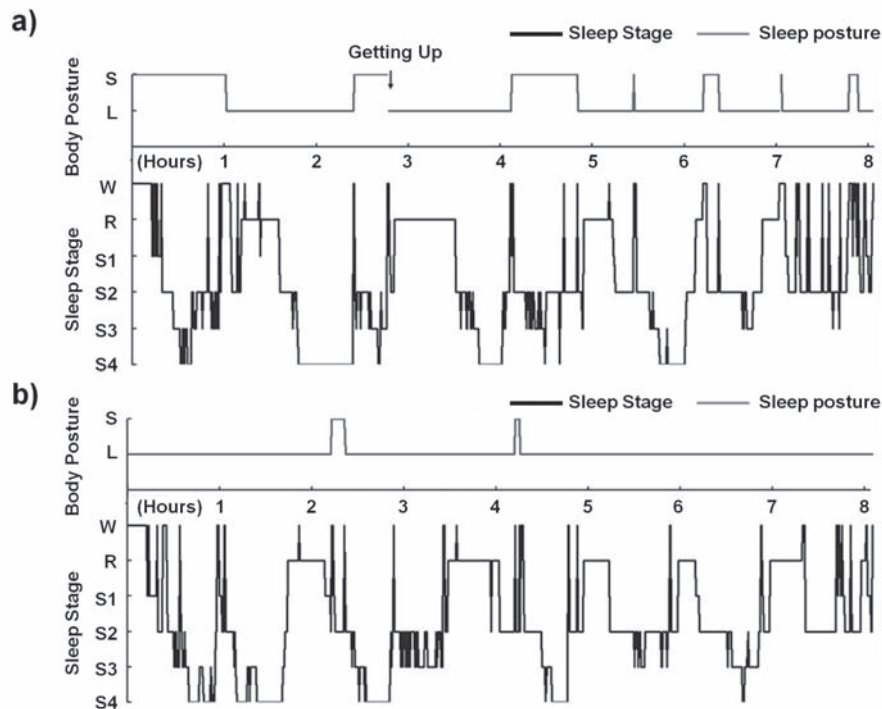 a)
Sleep Stage Sleep posture
Getting Up
S
L
Body Posture
(Hours) 1 2 3 4 5 6 7 8
W
R
S1
S2
S3
S4
Sleep Stage
b)
Sleep Stage Sleep posture
S
L
Body Posture
(Hours) 1 2 3 4 5 6 7 8
W
R
S1
S2
S3
S4
Sleep Stage